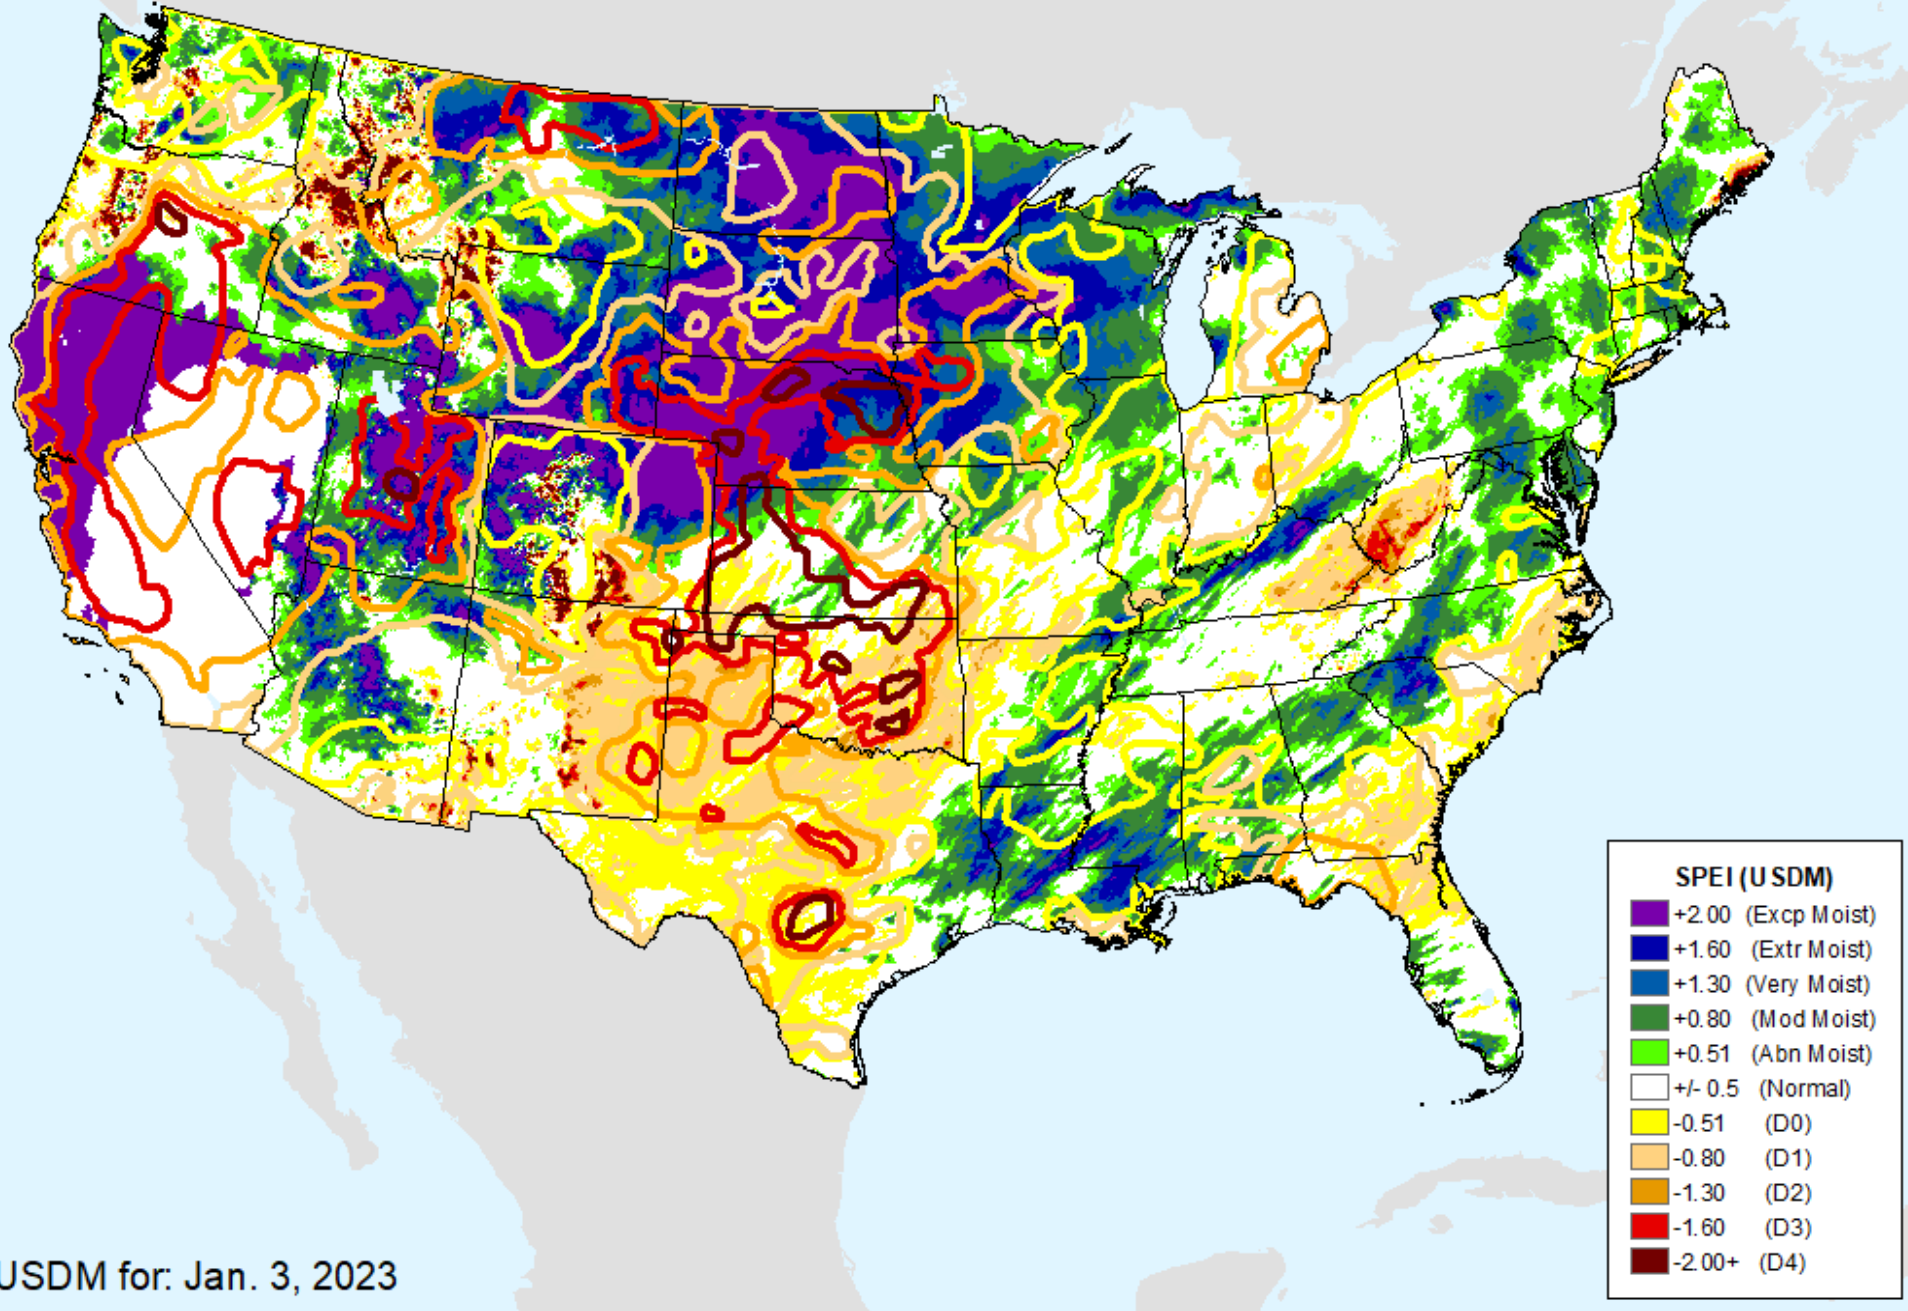 SPEI (USDM)
+2.00 (Excp Moist)
+1.60 (Extr Moist)
+1.30 (Very Moist)
+0.80 (Mod Moist)
+0.51 (Abn Moist)
+/- 0.5 (Normal)
-0.51 (D0)
-0.80 (D1)
-1.30 (D2)
-1.60 (D3)
-2.00+ (D4)
USDM for: Jan. 3, 2023